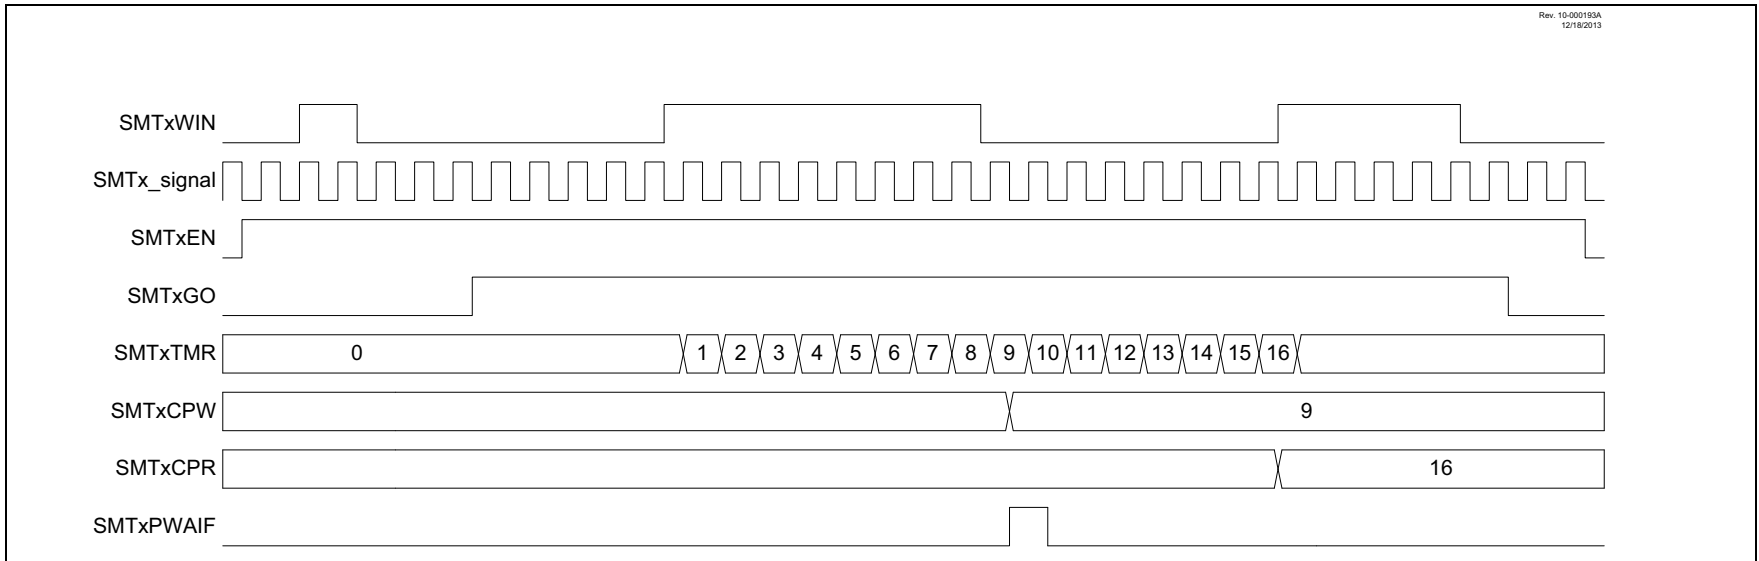 Rev. 10-000193A
12/18/2013
SMTxWIN
SMTx_signal
SMTxEN
SMTxGO
SMTxTMR 0 1 2 3 4 5 6 7 8 9 10 11 12 13 14 15 16
SMTxCPW 9
SMTxCPR 16
SMTxPWAIF